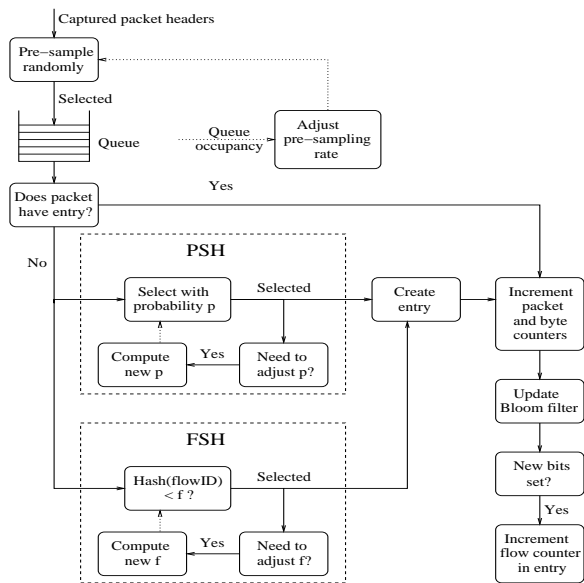 Captured packet headers
Pre−sample
randomly
Selected
Queue
Queue
occupancy
Adjust
pre−sampling
rate
Does packet
have entry?
Yes
No
PSH
Select with
probability p
Selected
Compute
new p
Yes
Need to
adjust p?
Create
entry
Increment
packet
and byte
counters
Update
Bloom filter
FSH
Hash(flowID)
< f ?
Selected
Compute
new f
Yes
Need to
adjust f?
New bits
set?
Yes
Increment
flow counter
in entry